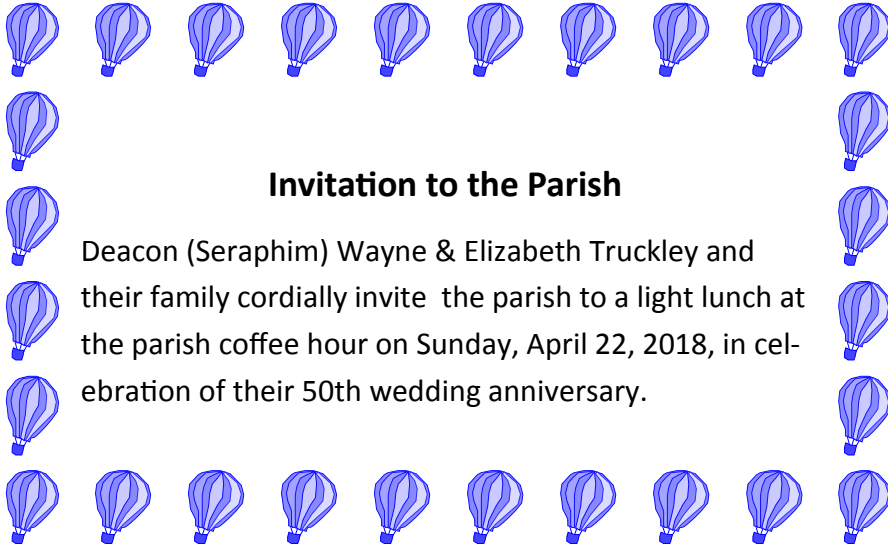 Invitation to the Parish
Deacon (Seraphim) Wayne & Elizabeth Truckley and
their family cordially invite  the parish to a light lunch at
the parish coffee hour on Sunday, April 22, 2018, in cel-
ebration of their 50th wedding anniversary.